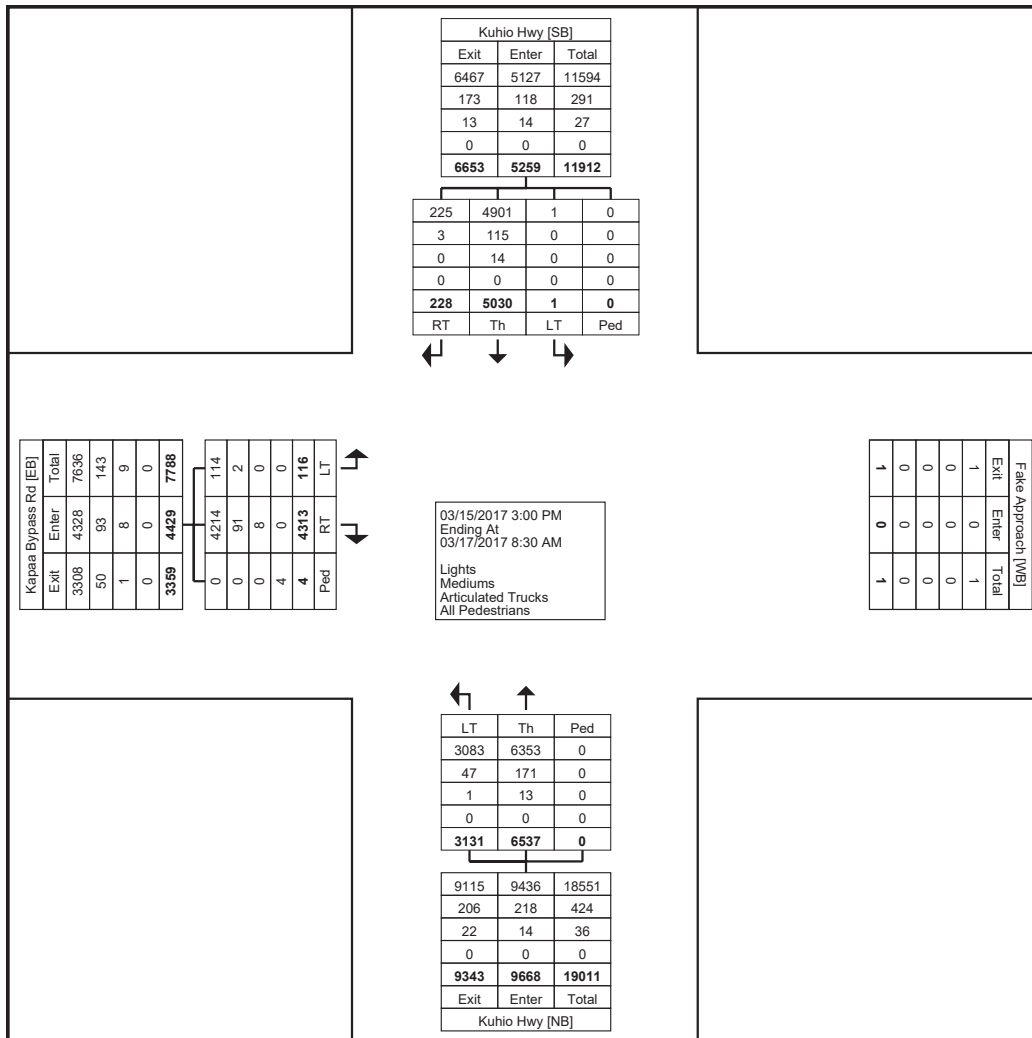 Kuhio Hwy [SB]
Exit Enter Total
6467 5127 11594
173 118 291
13 14 27
0 0 0
6653 5259 11912
225 4901 1 0
3 115 0 0
0 14 0 0
0 0 0 0
228 5030 1 0
RT Th LT Ped
Kapaa Bypass Rd [EB]
Exit Enter Total
3308 4328 7636
50 93 143
1 8 9
0 0 0
3359 4429 7788
0 4214 114
0 91 2
0 8 0
4 0 0
4 4313 116
Ped RT LT
03/15/2017 3:00 PM
Ending At
03/17/2017 8:30 AM
Lights
Mediums
Articulated Trucks
All Pedestrians
Fake Approach [WB]
Exit Enter Total
1 0 1
0 0 0
0 0 0
0 0 0
1 0 1
LT Th Ped
3083 6353 0
47 171 0
1 13 0
0 0 0
3131 6537 0
9115 9436 18551
206 218 424
22 14 36
0 0 0
9343 9668 19011
Exit Enter Total
Kuhio Hwy [NB]